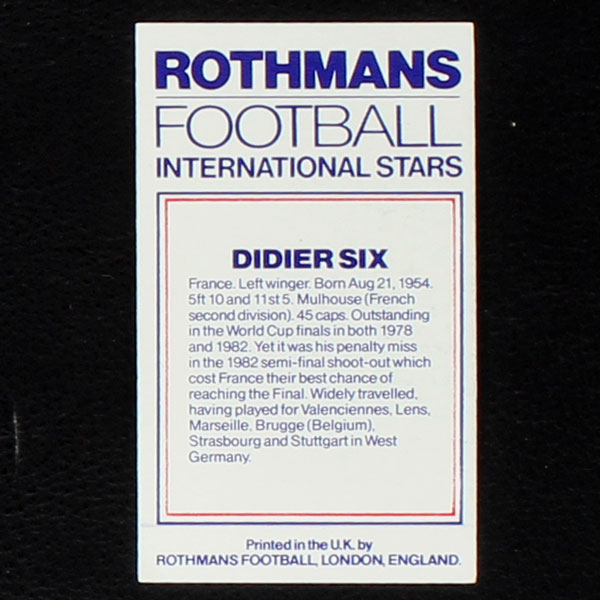 ROTHMANS
FOOTBALL
INTERNATIONAL STARS
DIDIER SIX
France. Left winger. Born Aug 21, 1954.
5ft 10 and 11st 5. Mulhouse (French
second division). 45 caps. Outstanding
in the World Cup finals in both 1978
and 1982. Yet it was his penalty miss
in the 1982 semi-final shoot-out which
cost France their best chance of
reaching the Final. Widely travelled,
having played for Valenciennes, Lens,
Marseille, Brugge (Belgium),
Strasbourg and Stuttgart in West
Germany.
Printed in the U.K. by
ROTHMANS FOOTBALL, LONDON, ENGLAND.